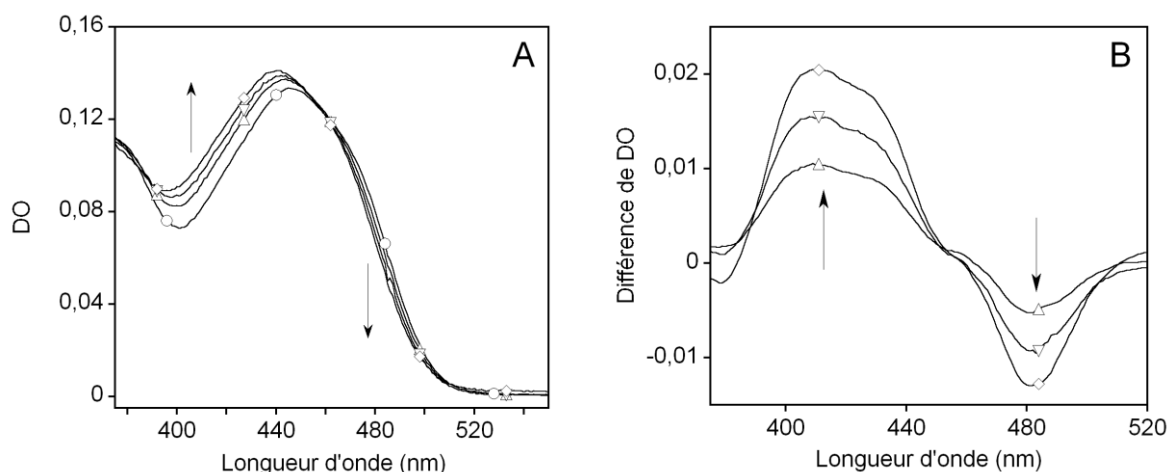 A
0,16
0,12
0,08
0,04
0
DO
400 440 480 520
Longueur d'onde (nm)
B
0,02
0,01
0
-0,01
Différence de DO
400 440 480 520
Longueur d'onde (nm)